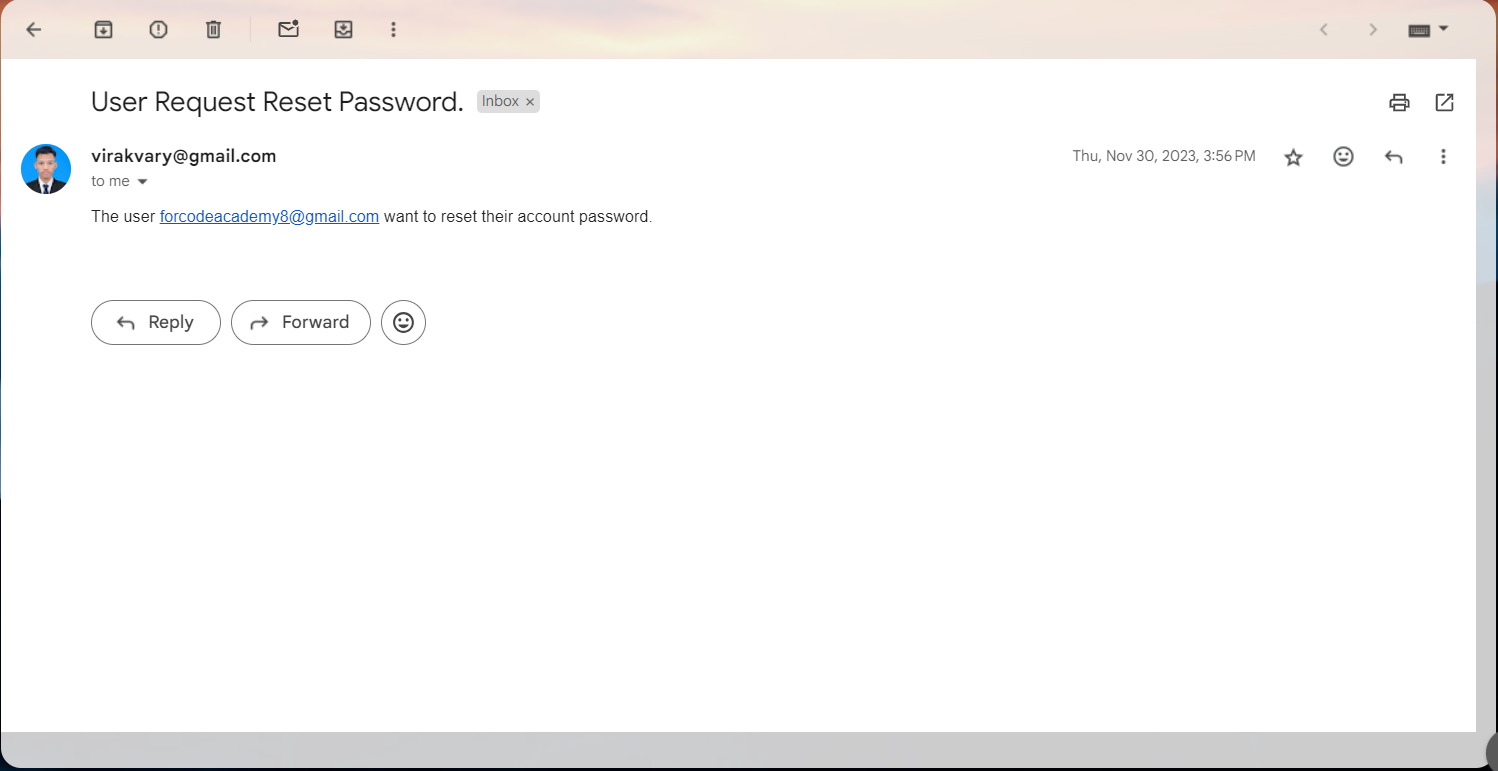 User Request Reset Password. Inbox ×
virakvary@gmail.com Thu, Nov 30, 2023, 3:56 PM
to me
The user forcodeacademy8@gmail.com want to reset their account password.
Reply Forward